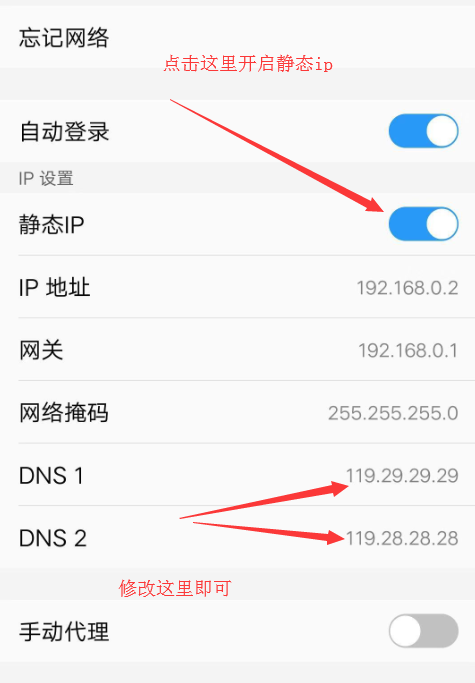 忘记网络
点击这里开启静态ip
自动登录
IP 设置
静态IP
IP 地址 192.168.0.2
网关 192.168.0.1
网络掩码 255.255.255.0
DNS 1 119.29.29.29
DNS 2 119.28.28.28
修改这里即可
手动代理